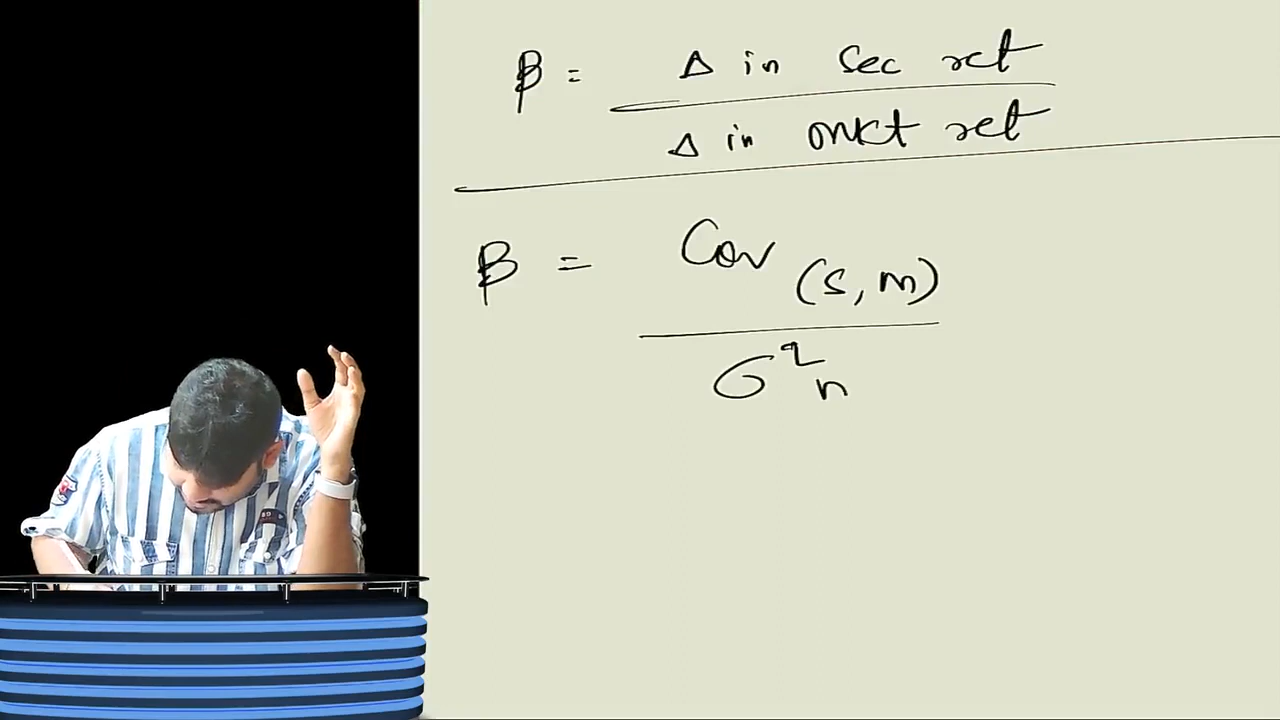 β = Δ in sec ret
Δ in mkt ret
β = Cov (s, m)
σ² n